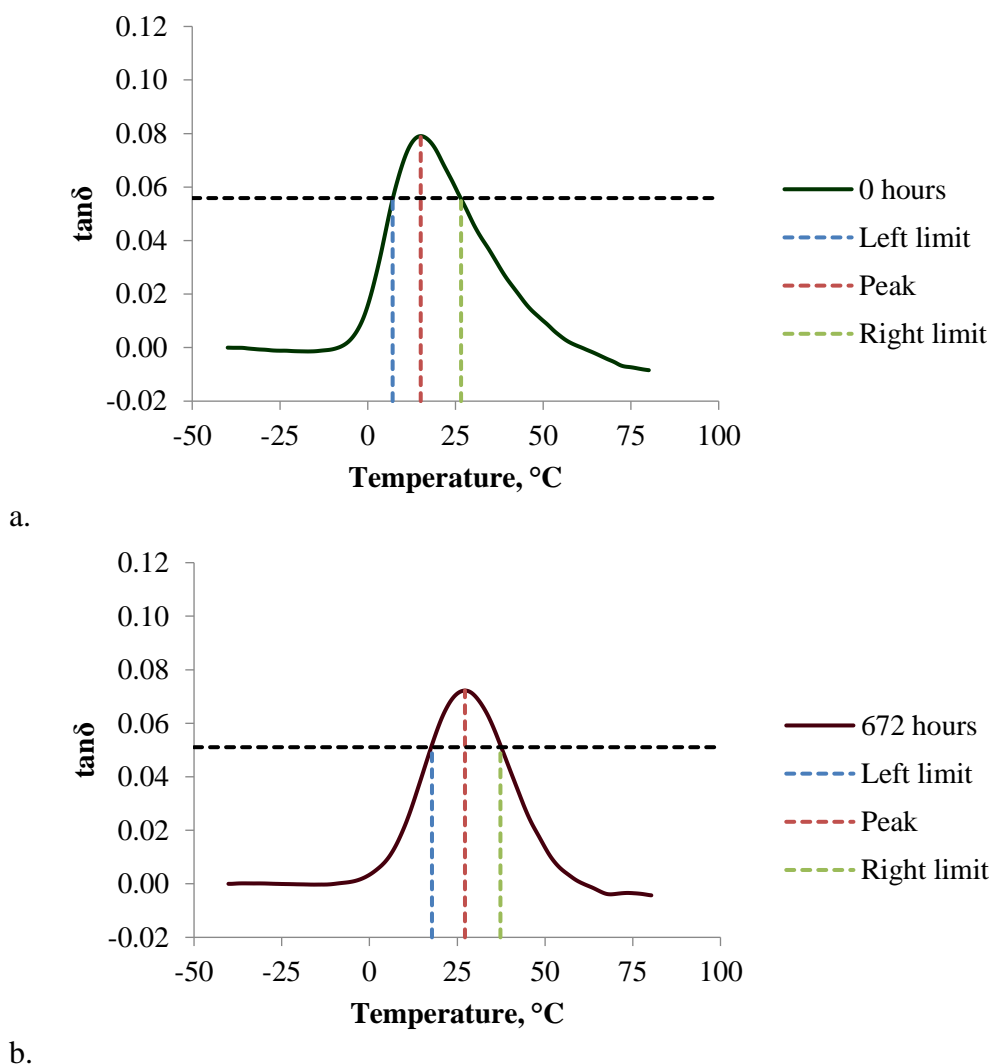 0.12
0.10
0.08
0.06
0.04
0.02
0.00
-0.02
tanδ
-50 -25 0 25 50 75 100
Temperature, °C
0 hours
Left limit
Peak
Right limit
a.
0.12
0.10
0.08
0.06
0.04
0.02
0.00
-0.02
tanδ
-50 -25 0 25 50 75 100
Temperature, °C
672 hours
Left limit
Peak
Right limit
b.